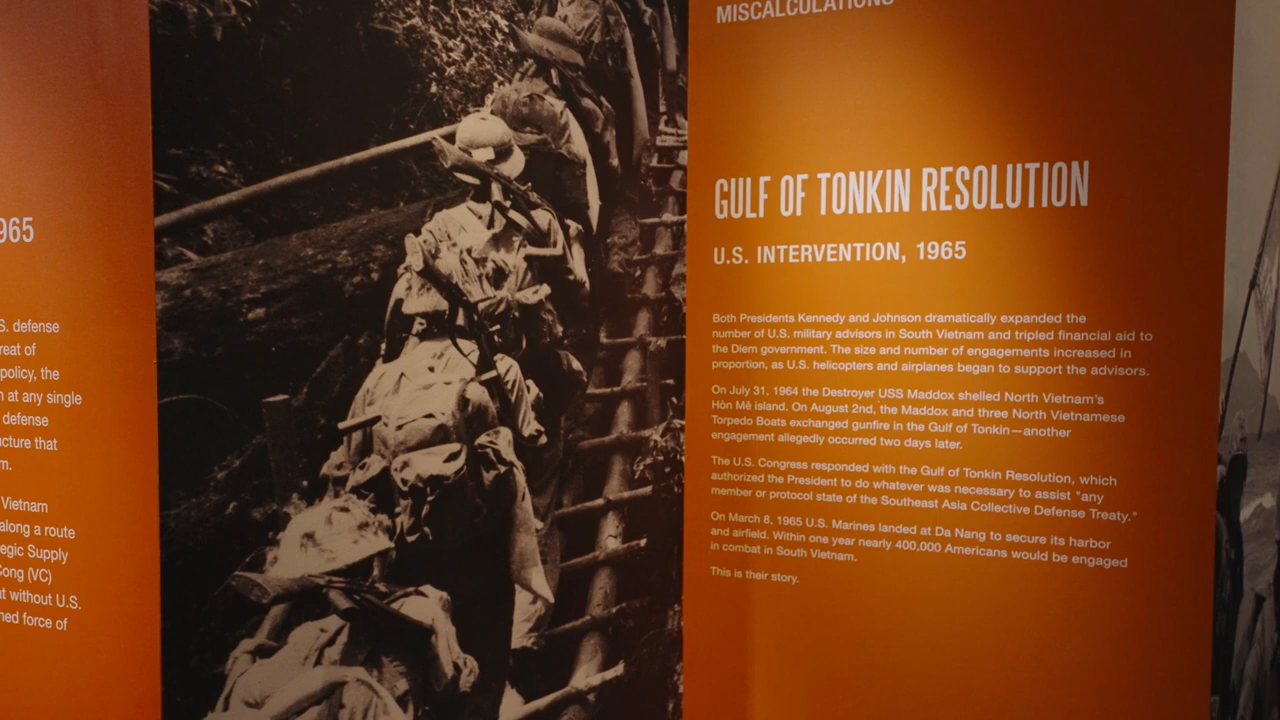 965
S. defense
reat of
policy, the
n at any single
defense
ucture that
m.
Vietnam
along a route
egic Supply
Cong (VC)
at without U.S.
ned force of
MISCALCULATIONS
GULF OF TONKIN RESOLUTION
U.S. INTERVENTION, 1965
Both Presidents Kennedy and Johnson dramatically expanded the
number of U.S. military advisors in South Vietnam and tripled financial aid to
the Diem government. The size and number of engagements increased in
proportion, as U.S. helicopters and airplanes began to support the advisors.
On July 31, 1964 the Destroyer USS Maddox shelled North Vietnam's
Hòn Mê island. On August 2nd, the Maddox and three North Vietnamese
Torpedo Boats exchanged gunfire in the Gulf of Tonkin—another
engagement allegedly occurred two days later.
The U.S. Congress responded with the Gulf of Tonkin Resolution, which
authorized the President to do whatever was necessary to assist "any
member or protocol state of the Southeast Asia Collective Defense Treaty."
On March 8, 1965 U.S. Marines landed at Da Nang to secure its harbor
and airfield. Within one year nearly 400,000 Americans would be engaged
in combat in South Vietnam.
This is their story.